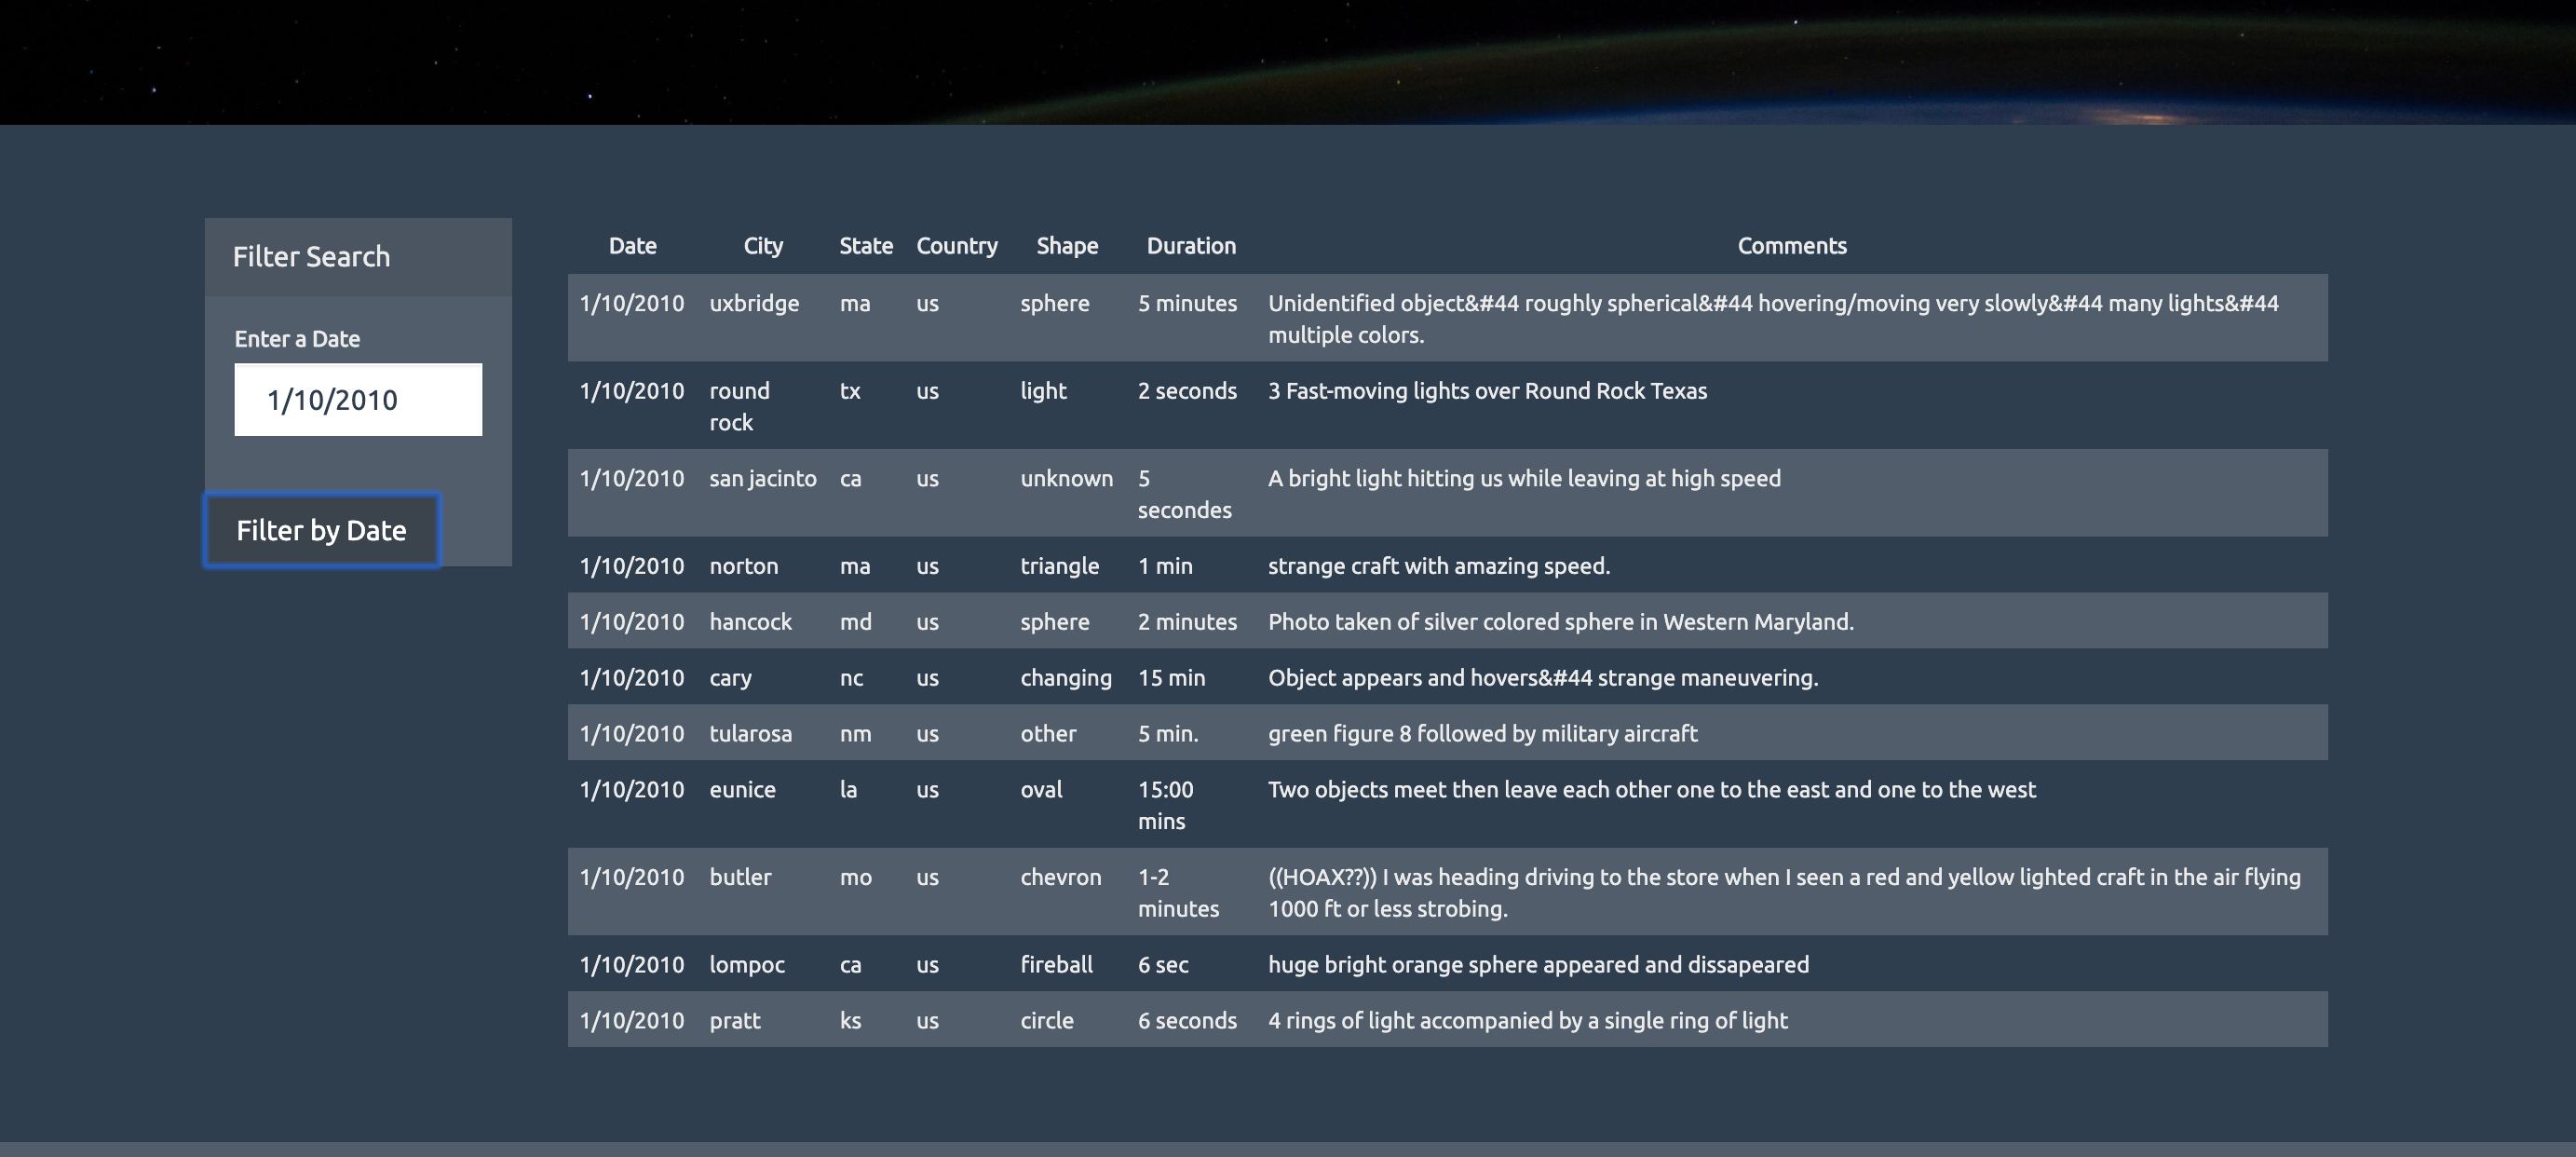 Filter Search
Enter a Date
1/10/2010
Filter by Date
Date City State Country Shape Duration Comments
1/10/2010 uxbridge ma us sphere 5 minutes Unidentified object&#44 roughly spherical&#44 hovering/moving very slowly&#44 many lights&#44
multiple colors.
1/10/2010 round tx us light 2 seconds 3 Fast-moving lights over Round Rock Texas
rock
1/10/2010 san jacinto ca us unknown 5 A bright light hitting us while leaving at high speed
secondes
1/10/2010 norton ma us triangle 1 min strange craft with amazing speed.
1/10/2010 hancock md us sphere 2 minutes Photo taken of silver colored sphere in Western Maryland.
1/10/2010 cary nc us changing 15 min Object appears and hovers&#44 strange maneuvering.
1/10/2010 tularosa nm us other 5 min. green figure 8 followed by military aircraft
1/10/2010 eunice la us oval 15:00 Two objects meet then leave each other one to the east and one to the west
mins
1/10/2010 butler mo us chevron 1-2 ((HOAX??)) I was heading driving to the store when I seen a red and yellow lighted craft in the air flying
minutes 1000 ft or less strobing.
1/10/2010 lompoc ca us fireball 6 sec huge bright orange sphere appeared and dissapeared
1/10/2010 pratt ks us circle 6 seconds 4 rings of light accompanied by a single ring of light